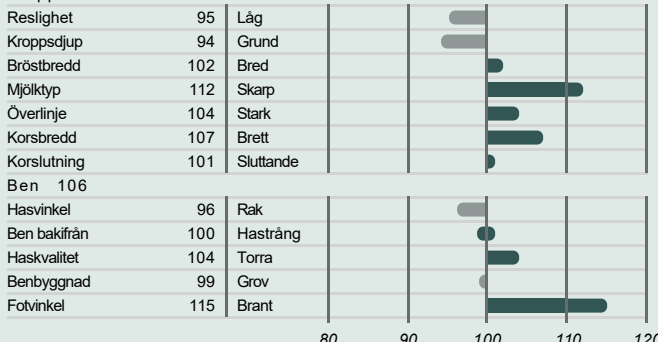 Reslighet 95 Låg
Kroppsdjup 94 Grund
Bröstbredd 102 Bred
Mjölktyp 112 Skarp
Överlinje 104 Stark
Korsbredd 107 Brett
Korslutning 101 Sluttande
Ben 106
Hasvinkel 96 Rak
Ben bakifrån 100 Hastrång
Haskvalitet 104 Torra
Benbyggnad 99 Grov
Fotvinkel 115 Brant
80 90 100 110 120